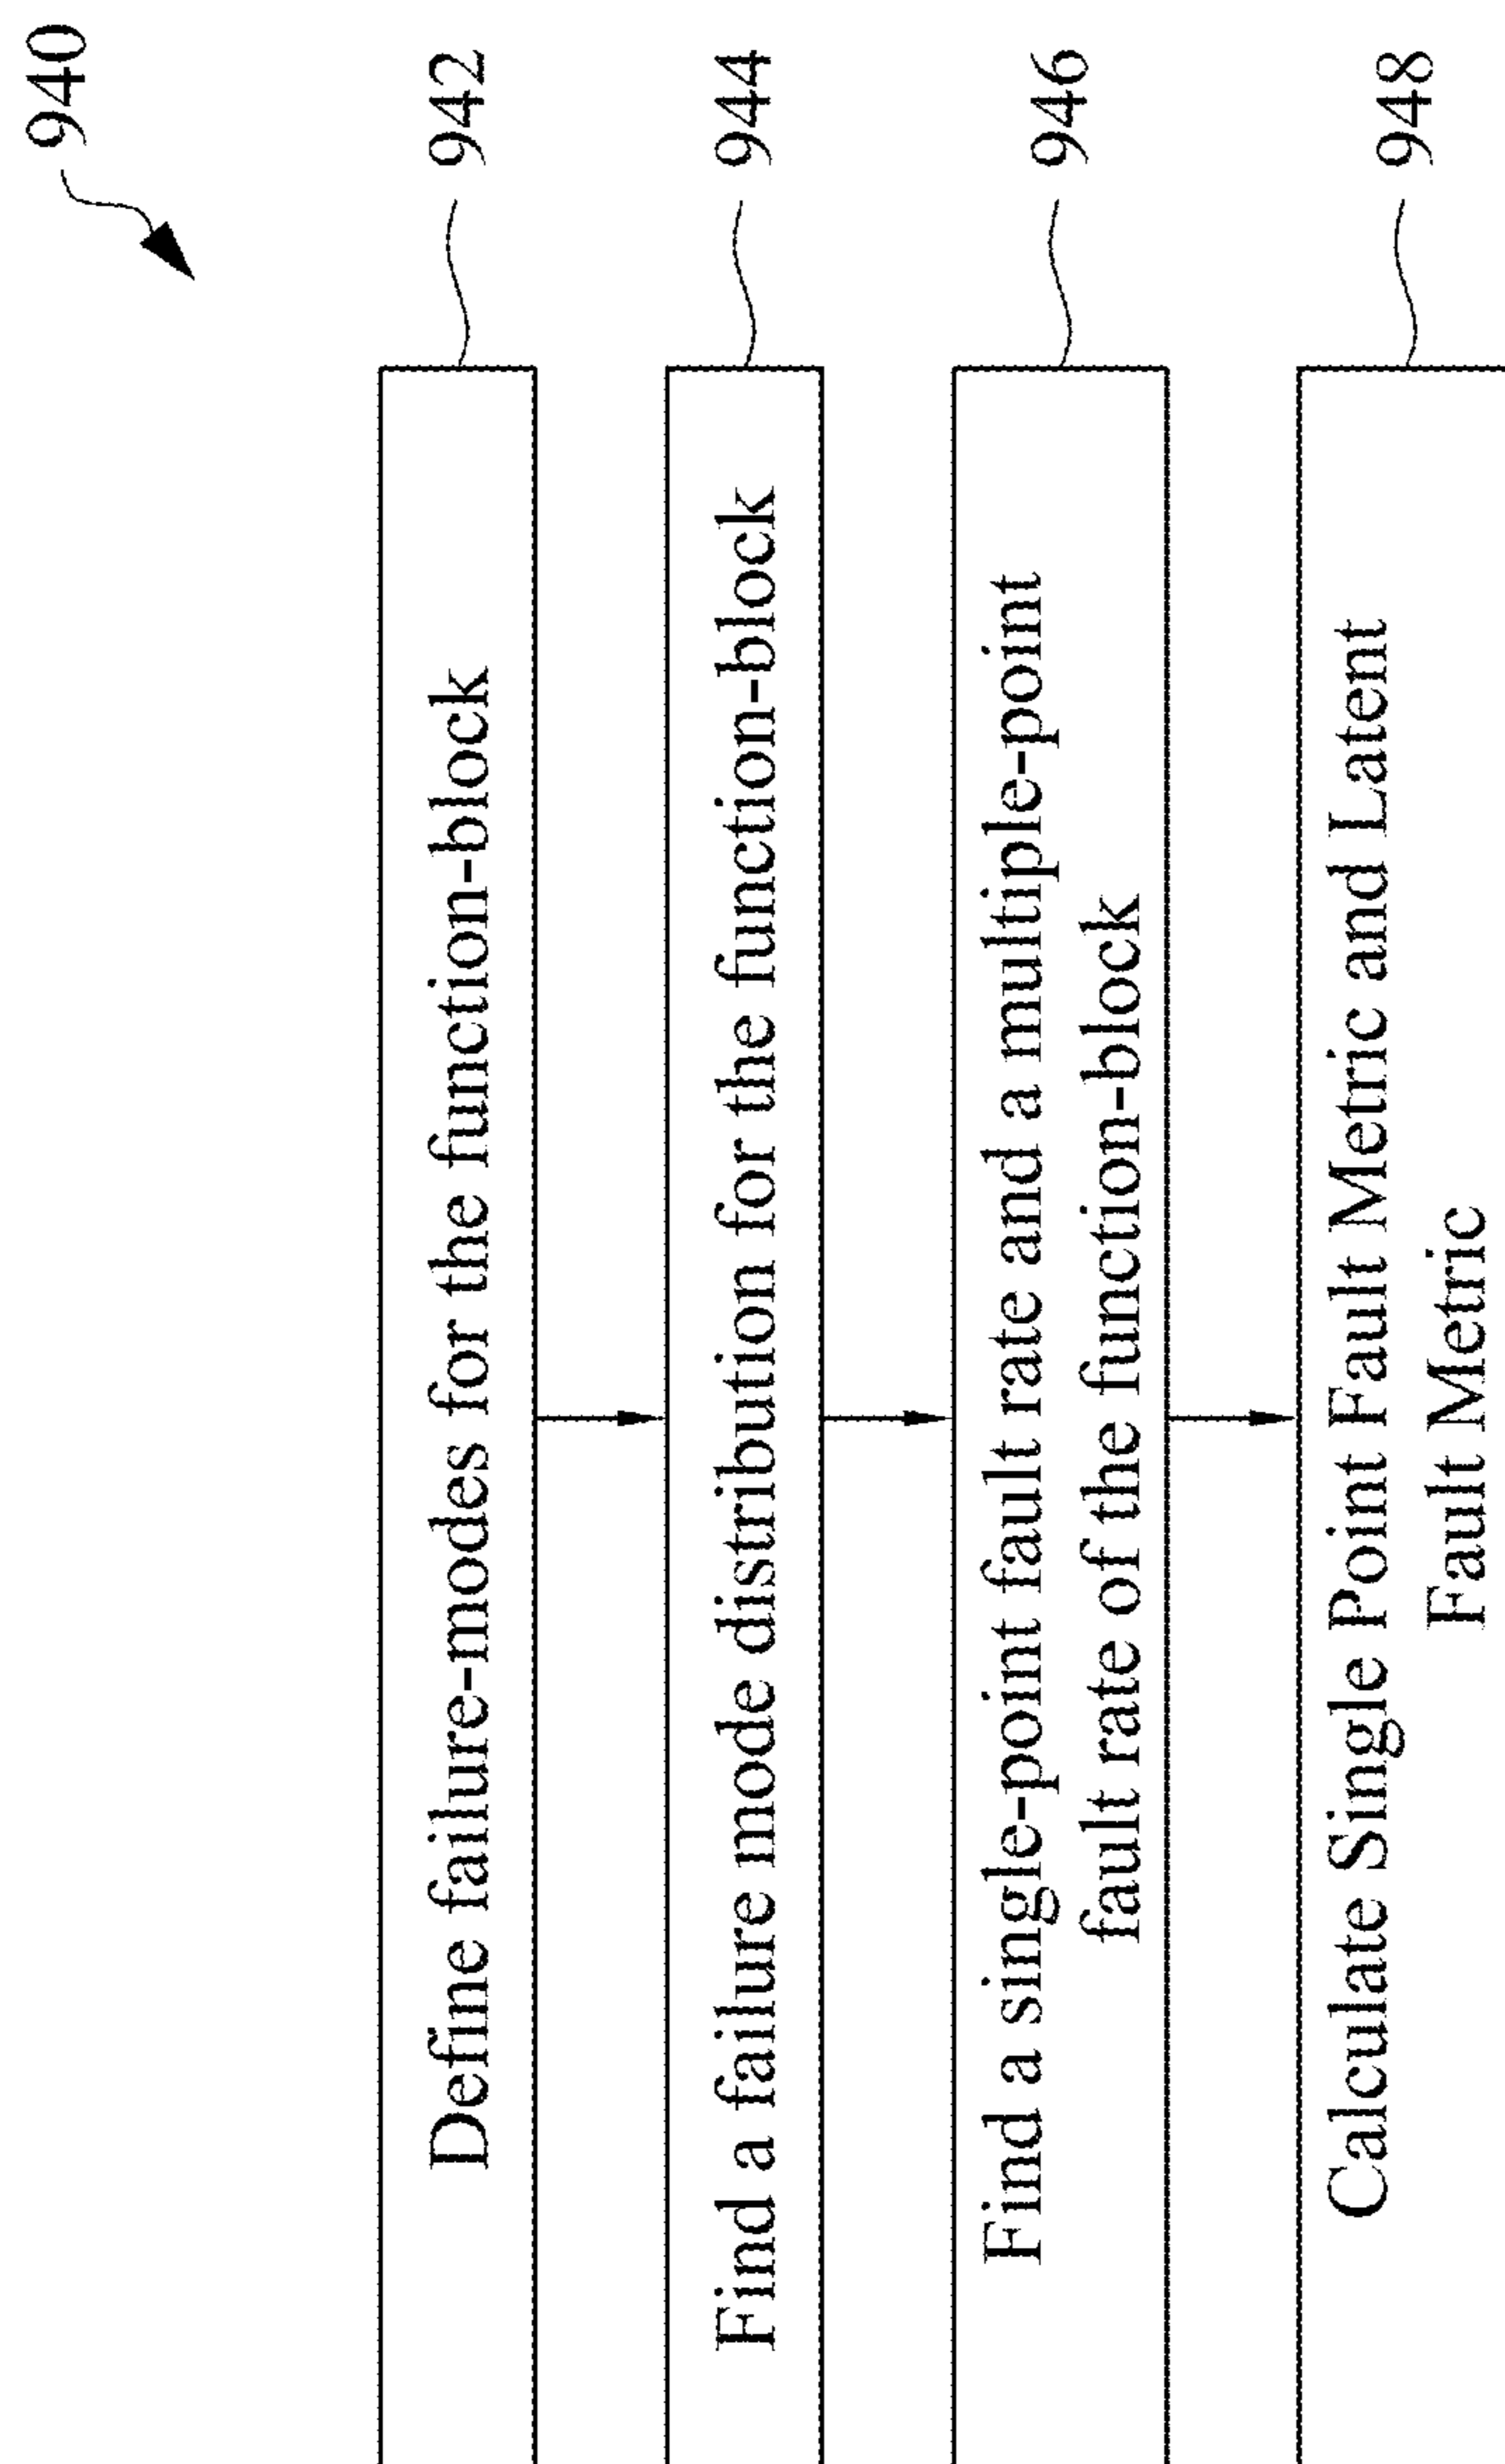 940
Define failure-modes for the function-block
942
Find a failure mode distribution for the function-block
944
Find a single-point fault rate and a multiple-point
fault rate of the function-block
946
Calculate Single Point Fault Metric and Latent
Fault Metric
948